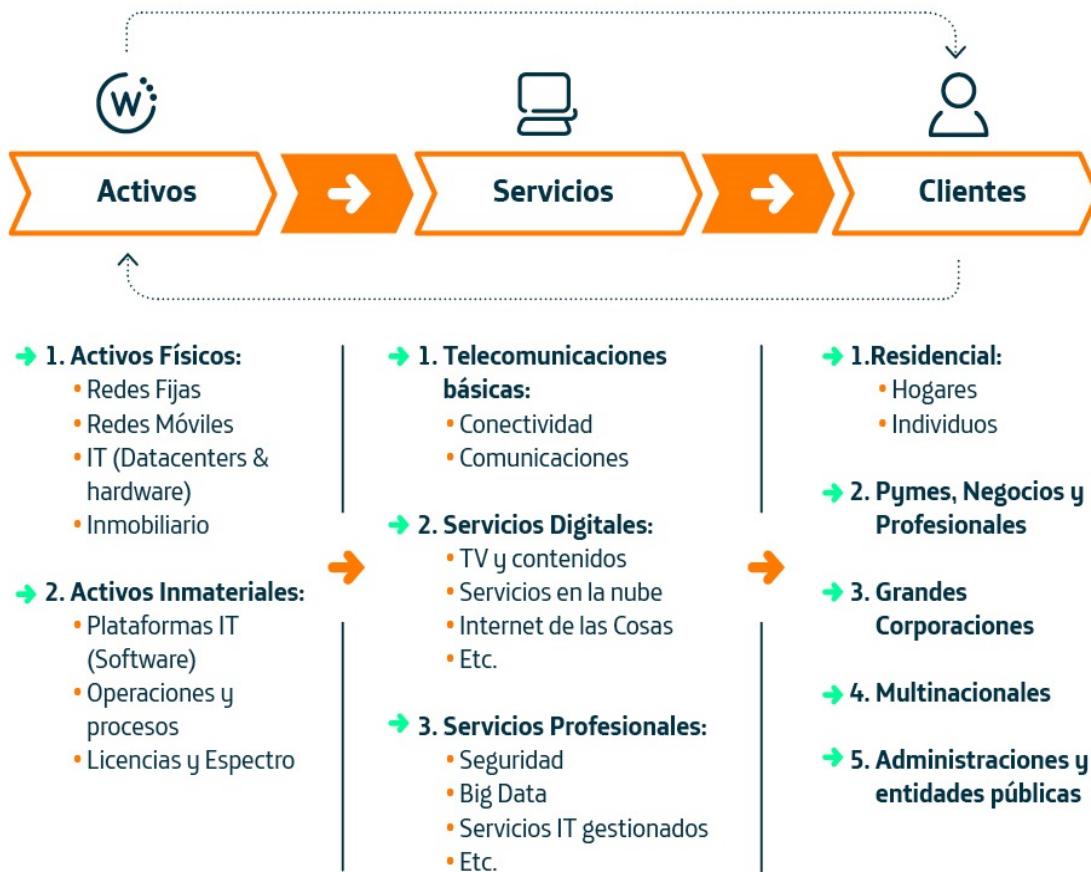 W
Activos
Servicios
Clientes
1. Activos Físicos:
• Redes Fijas
• Redes Móviles
• IT (Datacenters &
hardware)
• Inmobiliario
2. Activos Inmateriales:
• Plataformas IT
(Software)
• Operaciones y
procesos
• Licencias y Espectro
1. Telecomunicaciones
básicas:
• Conectividad
• Comunicaciones
2. Servicios Digitales:
• TV y contenidos
• Servicios en la nube
• Internet de las Cosas
• Etc.
3. Servicios Profesionales:
• Seguridad
• Big Data
• Servicios IT gestionados
• Etc.
1.Residencial:
• Hogares
• Individuos
2. Pymes, Negocios y
Profesionales
3. Grandes
Corporaciones
4. Multinacionales
5. Administraciones y
entidades públicas